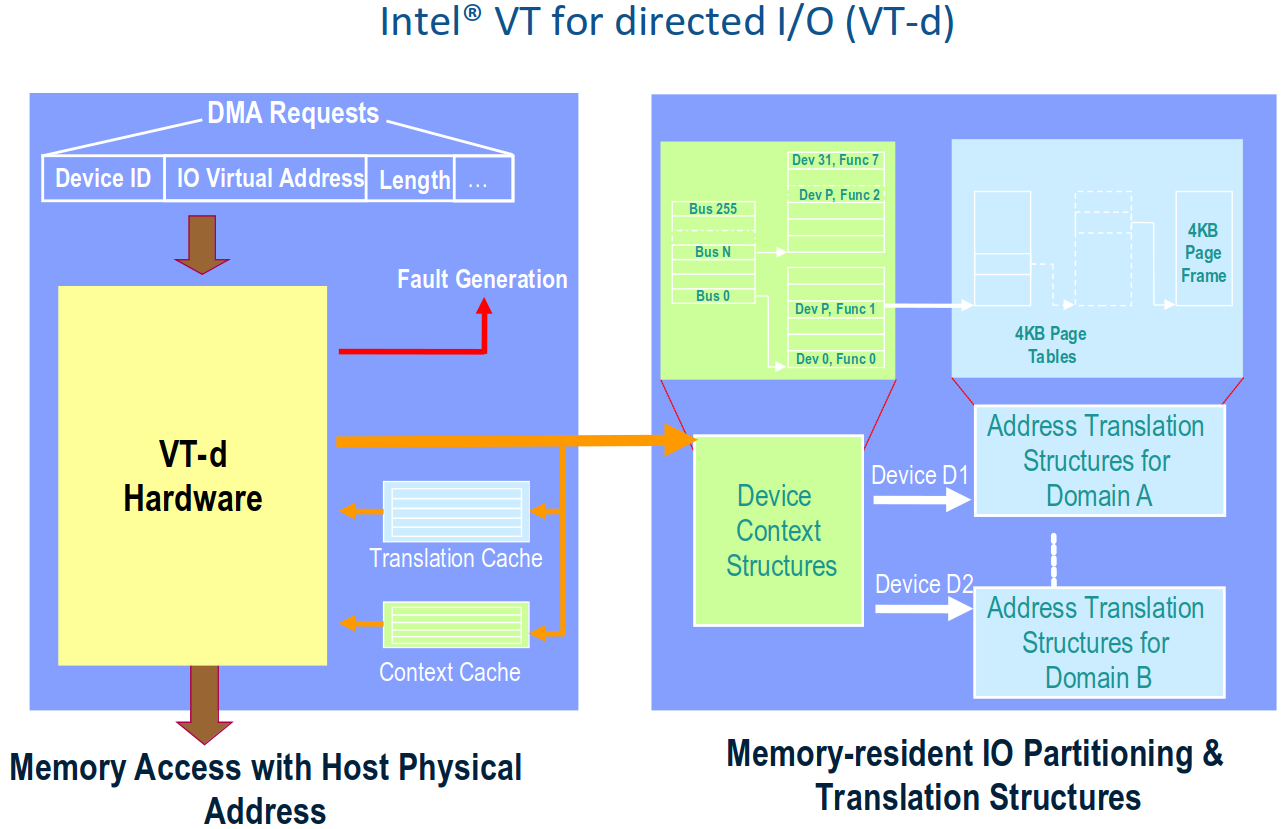 Intel® VT for directed I/O (VT-d)
DMA Requests
Device ID IO Virtual Address Length ...
Fault Generation
VT-d
Hardware
Translation Cache
Context Cache
Memory Access with Host Physical
Address
Dev 31, Func 7
Dev P, Func 2
Bus 255
Bus N
Bus 0
Dev P, Func 1
Dev 0, Func 0
4KB
Page
Frame
4KB Page
Tables
Device
Context
Structures
Device D1
Address Translation
Structures for
Domain A
Device D2
Address Translation
Structures for
Domain B
Memory-resident IO Partitioning &
Translation Structures